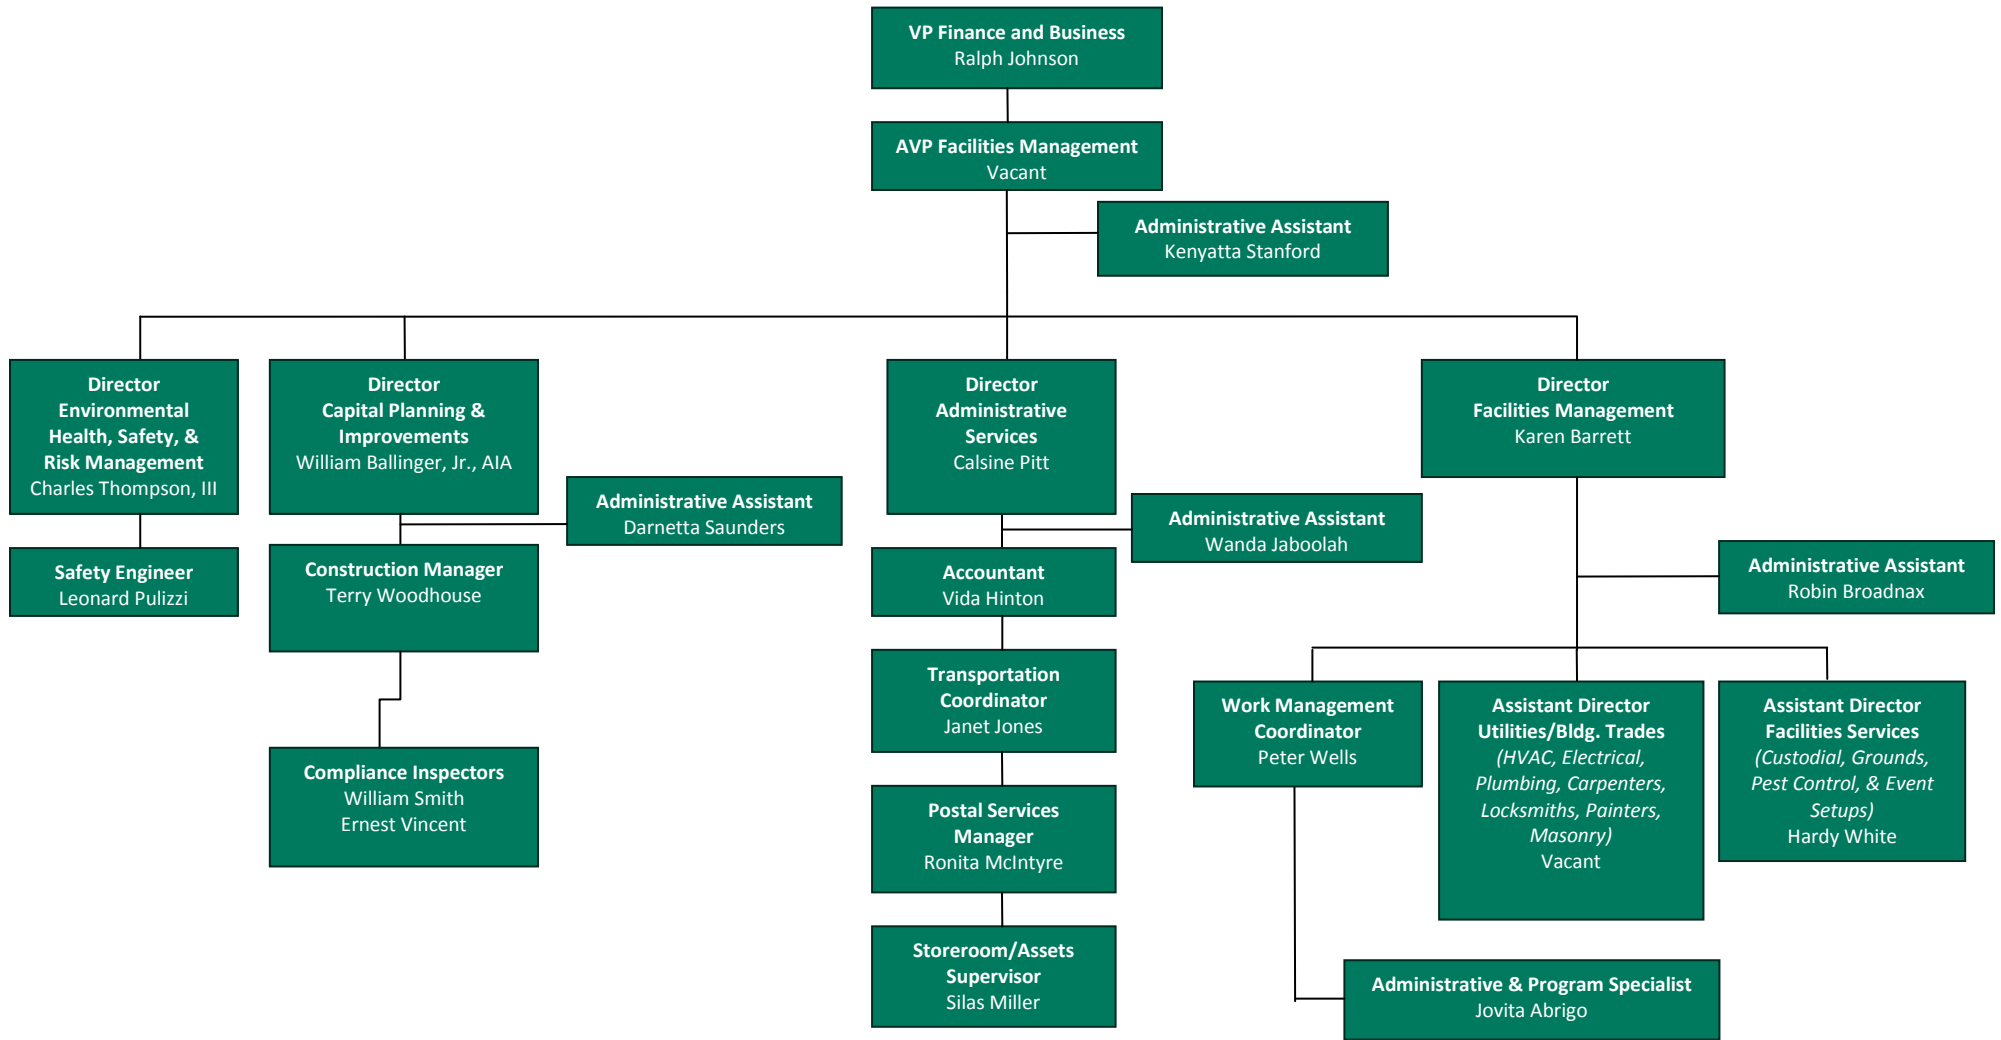 VP Finance and Business
Ralph Johnson
AVP Facilities Management
Vacant
Administrative Assistant
Kenyatta Stanford
Director
Environmental
Health, Safety, &
Risk Management
Charles Thompson, III
Director
Capital Planning &
Improvements
William Ballinger, Jr., AIA
Director
Administrative
Services
Calsine Pitt
Director
Facilities Management
Karen Barrett
Administrative Assistant
Darnetta Saunders
Administrative Assistant
Wanda Jaboolah
Safety Engineer
Leonard Pulizzi
Construction Manager
Terry Woodhouse
Accountant
Vida Hinton
Administrative Assistant
Robin Broadnax
Transportation
Coordinator
Janet Jones
Work Management
Coordinator
Peter Wells
Assistant Director
Utilities/Bldg. Trades
(HVAC, Electrical,
Plumbing, Carpenters,
Locksmiths, Painters,
Masonry)
Vacant
Assistant Director
Facilities Services
(Custodial, Grounds,
Pest Control, & Event
Setups)
Hardy White
Compliance Inspectors
William Smith
Ernest Vincent
Postal Services
Manager
Ronita McIntyre
Storeroom/Assets
Supervisor
Silas Miller
Administrative & Program Specialist
Jovita Abrigo